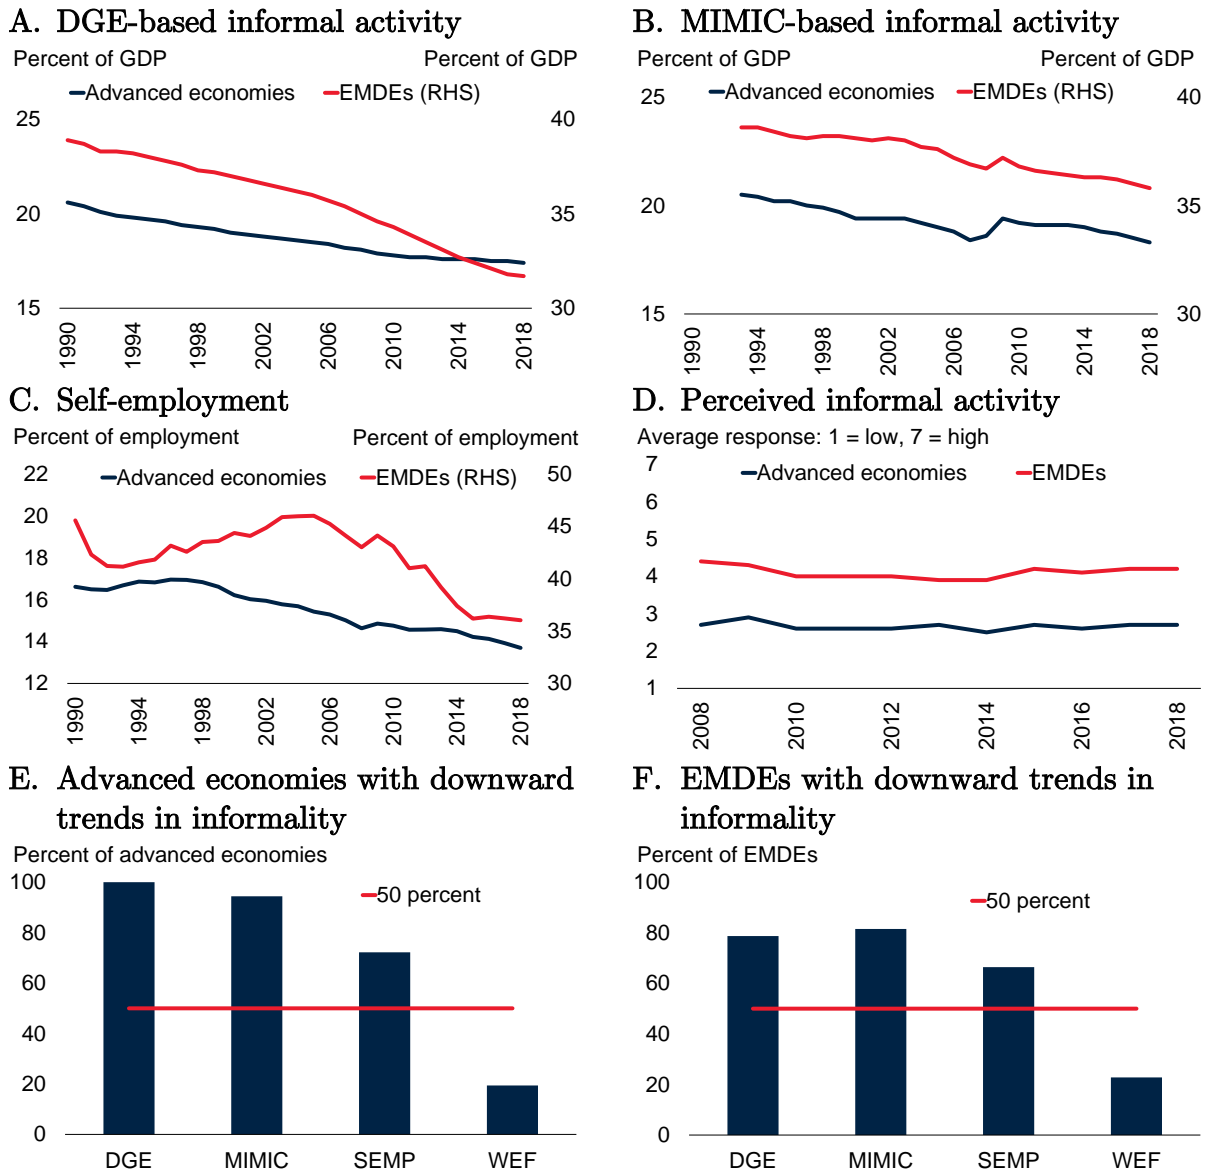 A. DGE-based informal activity
Percent of GDP
Percent of GDP
Advanced economies
EMDEs (RHS)
25
20
15
40
35
30
1990
1994
1998
2002
2006
2010
2014
2018
B. MIMIC-based informal activity
Percent of GDP
Percent of GDP
Advanced economies
EMDEs (RHS)
25
20
15
40
35
30
1990
1994
1998
2002
2006
2010
2014
2018
C. Self-employment
Percent of employment
Percent of employment
Advanced economies
EMDEs (RHS)
22
20
18
16
14
12
50
45
40
35
30
1990
1994
1998
2002
2006
2010
2014
2018
D. Perceived informal activity
Average response: 1 = low, 7 = high
Advanced economies
EMDEs
7
6
5
4
3
2
1
2008
2010
2012
2014
2016
2018
E. Advanced economies with downward
trends in informality
Percent of advanced economies
50 percent
100
80
60
40
20
0
DGE
MIMIC
SEMP
WEF
F. EMDEs with downward trends in
informality
Percent of EMDEs
50 percent
100
80
60
40
20
0
DGE
MIMIC
SEMP
WEF